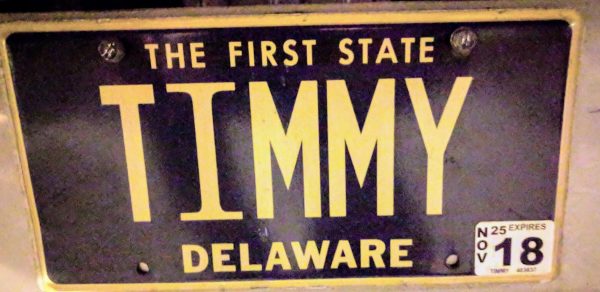 THE FIRST STATE
TIMMY
DELAWARE
NOV
25 EXPIRES
18
TIMMY